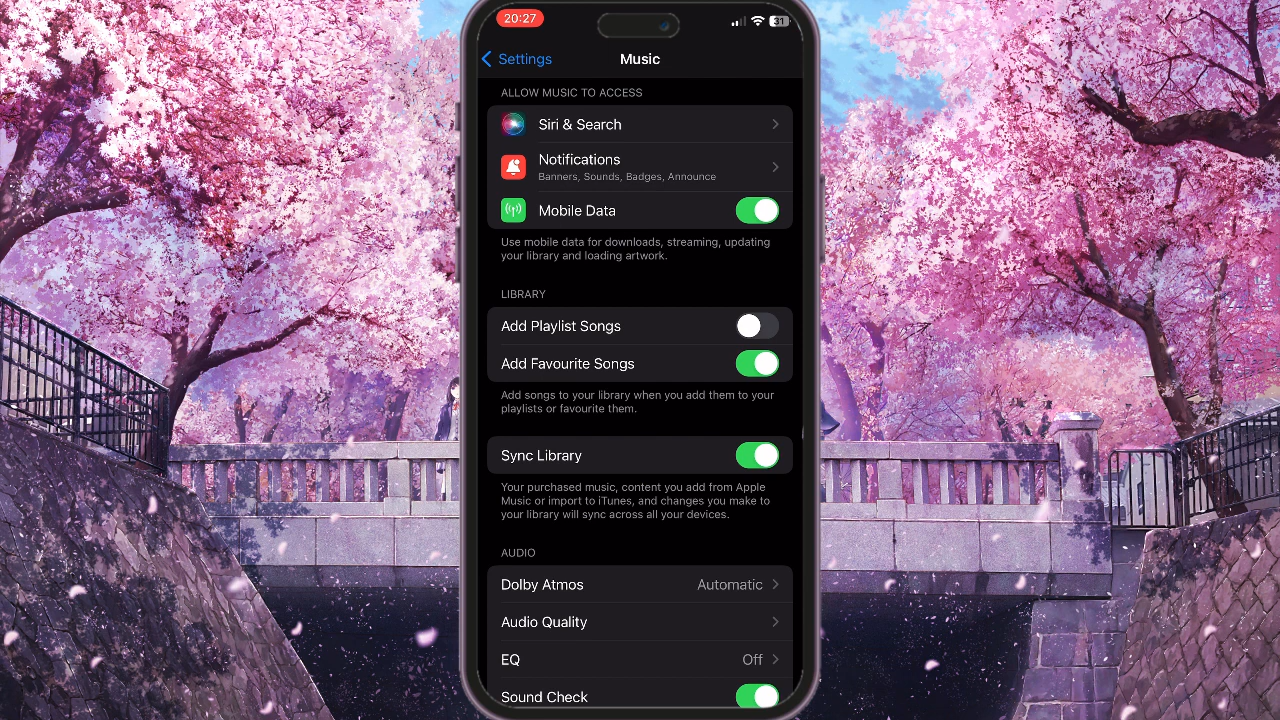 20:27
31
Settings
Music
ALLOW MUSIC TO ACCESS
Siri & Search
Notifications
Banners, Sounds, Badges, Announce
Mobile Data
Use mobile data for downloads, streaming, updating
your library and loading artwork.
LIBRARY
Add Playlist Songs
Add Favourite Songs
Add songs to your library when you add them to your
playlists or favourite them.
Sync Library
Your purchased music, content you add from Apple
Music or import to iTunes, and changes you make to
your library will sync across all your devices.
AUDIO
Dolby Atmos Automatic
Audio Quality
EQ Off
Sound Check